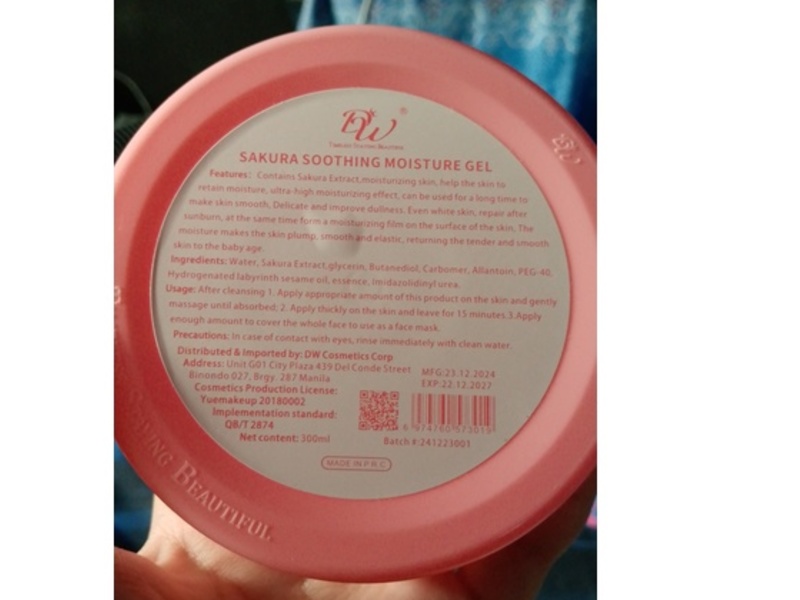 DW ®
TIMELESS STAYING BEAUTIFUL
DW
SAKURA SOOTHING MOISTURE GEL
Features: Contains Sakura Extract,moisturizing skin, help the skin to
retain moisture, ultra-high moisturizing effect, can be used for a long time to
make skin smooth, Delicate and improve dullness. Even white skin, repair after
sunburn, at the same time form a moisturizing film on the surface of the skin. The
moisture makes the skin plump, smooth and elastic, returning the tender and smooth
skin to the baby age.
Ingredients: Water, Sakura Extract,glycerin, Butanediol, Carbomer, Allantoin, PEG-40,
Hydrogenated labyrinth sesame oil, essence, imidazolidinyl urea.
Usage: After cleansing 1. Apply appropriate amount of this product on the skin and gently
massage until absorbed; 2. Apply thickly on the skin and leave for 15 minutes.3.Apply
enough amount to cover the whole face to use as a face mask.
Precautions: In case of contact with eyes, rinse immediately with clean water.
Distributed & Imported by: DW Cosmetics Corp
Address: Unit G01 City Plaza 439 Del Conde Street
Binondo 027, Brgy. 287 Manila
Cosmetics Production License:
Yuemakeup 20180002
Implementation standard:
QB/T 2874
Net content: 300ml
MFG:23.12.2024
EXP:22.12.2027
6 974760 573019
Batch #:241223001
MADE IN P.R.C
BEAUTIFUL